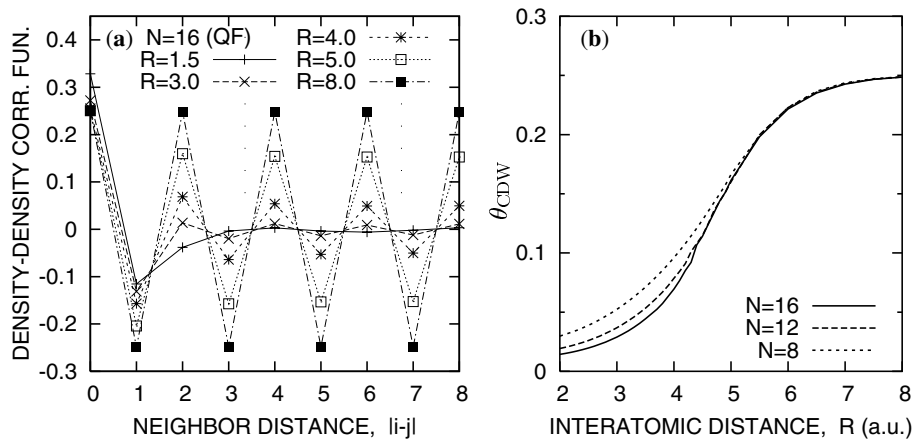 DENSITY-DENSITY CORR. FUN.
0.4
0.3
0.2
0.1
0
-0.1
-0.2
-0.3
(a)
N=16 (QF)
R=1.5
R=3.0
R=4.0
R=5.0
R=8.0
0 1 2 3 4 5 6 7 8
NEIGHBOR DISTANCE, |i-j|
θCDW
0.3
0.2
0.1
0
(b)
N=16
N=12
N=8
2 3 4 5 6 7 8
INTERATOMIC DISTANCE, R (a.u.)